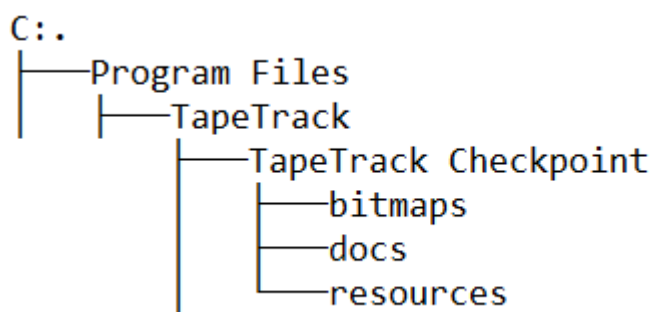 C:.
Program Files
TapeTrack
TapeTrack Checkpoint
bitmaps
docs
resources